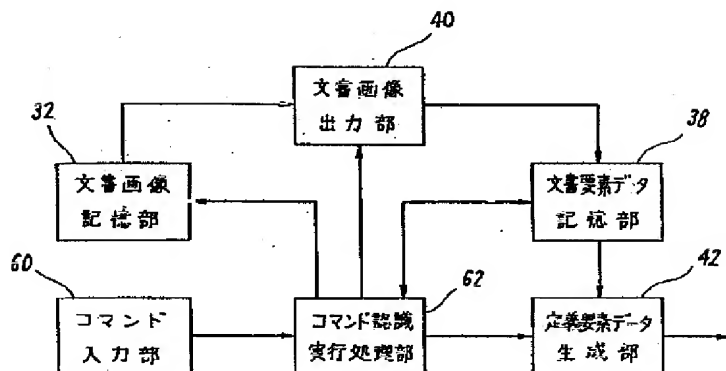 40
文書画像
出力部
32
文書画像
記憶部
38
文書要素データ
記憶部
60
コマンド
入力部
62
コマンド認識
実行処理部
42
定義要素データ
生成部